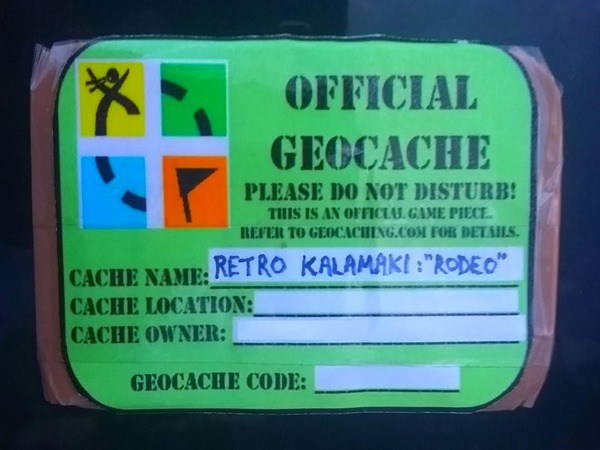 OFFICIAL
GEOCACHE
PLEASE DO NOT DISTURB!
THIS IS AN OFFICIAL GAME PIECE.
REFER TO GEOCACHING.COM FOR DETAILS.
CACHE NAME: RETRO KALAMAKI: "RODEO"
CACHE LOCATION:
CACHE OWNER:
GEOCACHE CODE: